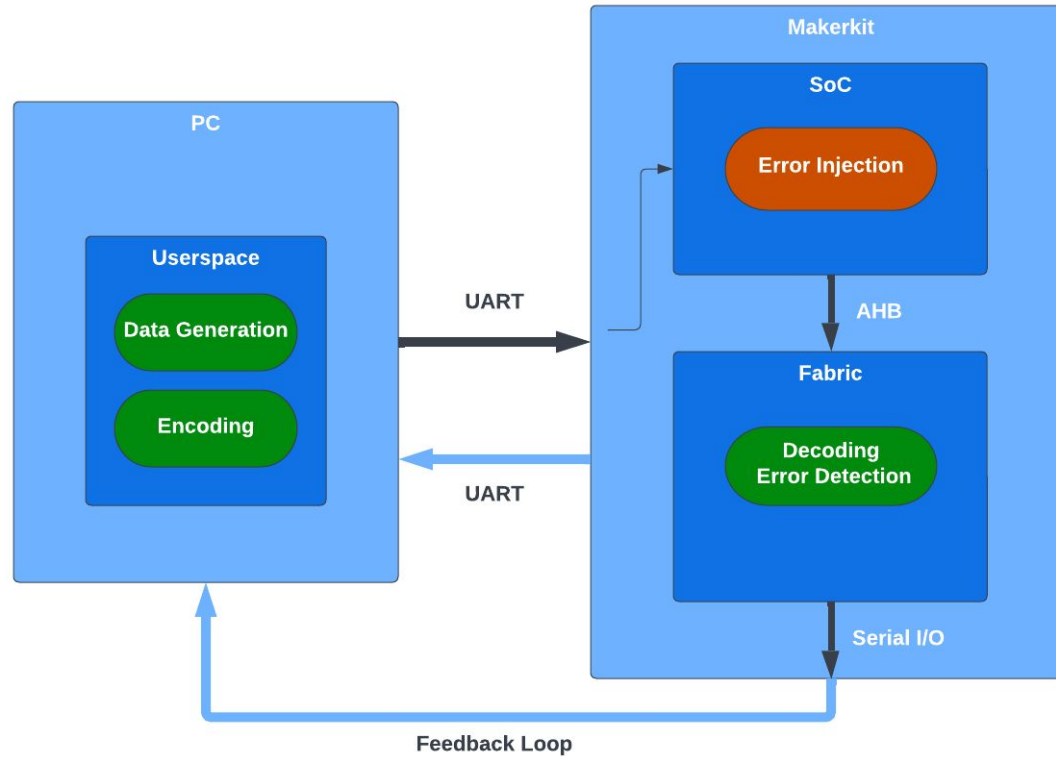 Makerkit
SoC
Error Injection
PC
Userspace
Data Generation
Encoding
UART
UART
AHB
Fabric
Decoding
Error Detection
Serial I/O
Feedback Loop